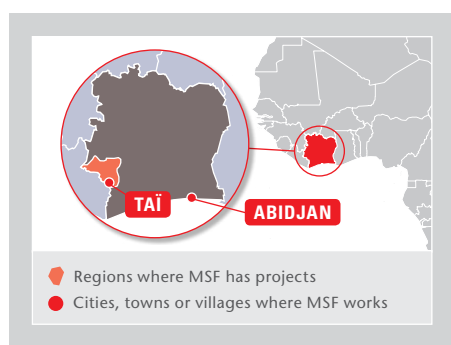 TAÏ
ABIDJAN
Regions where MSF has projects
Cities, towns or villages where MSF works